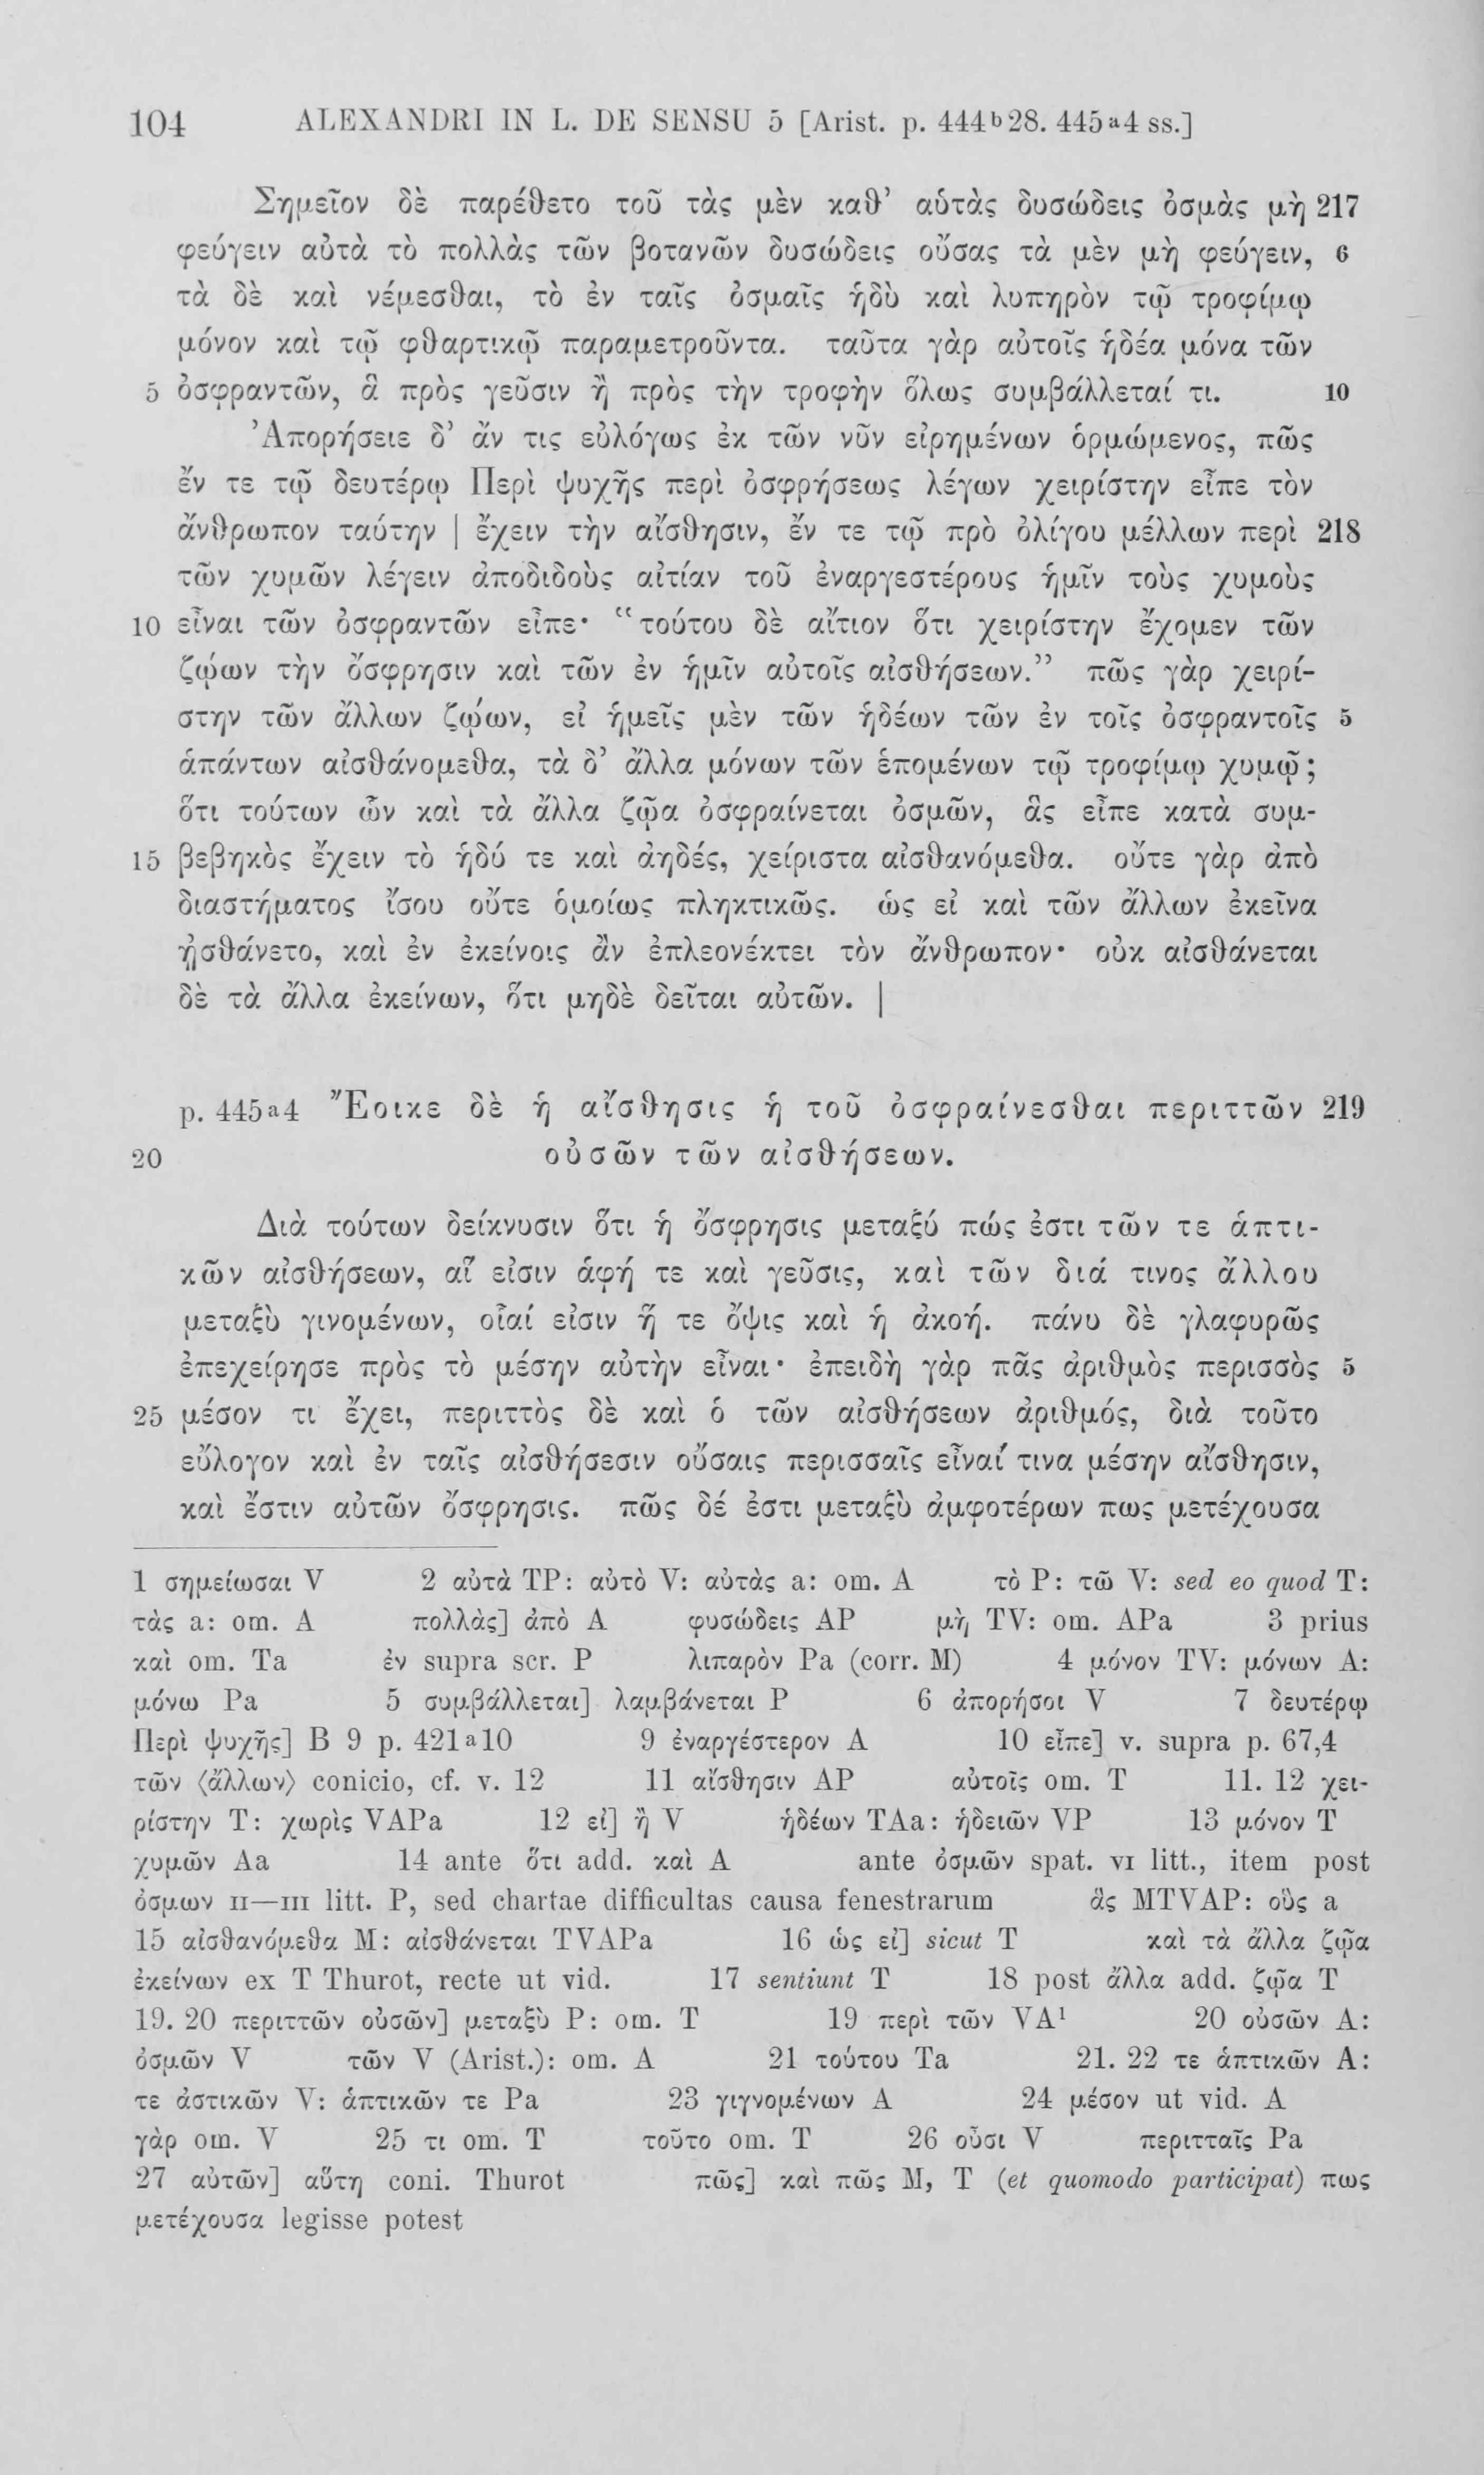 104 ALEXANDRI IN L. DE SENSU 5 [Arist. p. 444ᵇ28. 445ᵃ4 ss.]
Σημεῖον δὲ παρέθετο τοῦ τὰς μὲν καθ’ αὑτὰς δυσώδεις ὀσμὰς μὴ 217
φεύγειν αὐτὰ τὸ πολλὰς τῶν βοτανῶν δυσώδεις οὔσας τὰ μὲν μὴ φεύγειν, 6
τὰ δὲ καὶ νέμεσθαι, τὸ ἐν ταῖς ὀσμαῖς ἡδὺ καὶ λυπηρὸν τῷ τροφίμῳ
μόνον καὶ τῷ φθαρτικῷ παραμετροῦντα. ταῦτα γὰρ αὐτοῖς ἡδέα μόνα τῶν
5 ὀσφραντῶν, ἃ πρὸς γεῦσιν ἢ πρὸς τὴν τροφὴν ὅλως συμβάλλεταί τι. 10
Ἀπορήσειε δ’ ἄν τις εὐλόγως ἐκ τῶν νῦν εἰρημένων ὁρμώμενος, πῶς
ἔν τε τῷ δευτέρῳ Περὶ ψυχῆς περὶ ὀσφρήσεως λέγων χειρίστην εἶπε τὸν
ἄνθρωπον ταύτην | ἔχειν τὴν αἴσθησιν, ἔν τε τῷ πρὸ ὀλίγου μέλλων περὶ 218
τῶν χυμῶν λέγειν ἀποδιδοὺς αἰτίαν τοῦ ἐναργεστέρους ἡμῖν τοὺς χυμοὺς
10 εἶναι τῶν ὀσφραντῶν εἶπε· “τούτου δὲ αἴτιον ὅτι χειρίστην ἔχομεν τῶν
ζῴων τὴν ὄσφρησιν καὶ τῶν ἐν ἡμῖν αὐτοῖς αἰσθήσεων.” πῶς γὰρ χειρί-
στην τῶν ἄλλων ζῴων, εἰ ἡμεῖς μὲν τῶν ἡδέων τῶν ἐν τοῖς ὀσφραντοῖς 5
ἁπάντων αἰσθάνομεθα, τὰ δ’ ἄλλα μόνων τῶν ἑπομένων τῷ τροφίμῳ χυμῷ;
ὅτι τούτων ὧν καὶ τὰ ἄλλα ζῷα ὀσφραίνεται ὀσμῶν, ἃς εἶπε κατὰ συμ-
15 βεβηκὸς ἔχειν τὸ ἡδύ τε καὶ ἀηδές, χείριστα αἰσθανόμεθα. οὔτε γὰρ ἀπὸ
διαστήματος ἴσου οὔτε ὁμοίως πληκτικῶς. ὡς εἰ καὶ τῶν ἄλλων ἐκεῖνα
ᾐσθάνετο, καὶ ἐν ἐκείνοις ἂν ἐπλεονέκτει τὸν ἄνθρωπον· οὐκ αἰσθάνεται
δὲ τὰ ἄλλα ἐκείνων, ὅτι μηδὲ δεῖται αὐτῶν. |
p. 445ᵃ4 Ἔοικε δὲ ἡ αἴσθησις ἡ τοῦ ὀσφραίνεσθαι περιττῶν 219
20 οὐσῶν τῶν αἰσθήσεων.
Διὰ τούτων δείκνυσιν ὅτι ἡ ὄσφρησις μεταξύ πώς ἐστι τῶν τε ἁπτι-
κῶν αἰσθήσεων, αἵ εἰσιν ἁφή τε καὶ γεῦσις, καὶ τῶν διά τινος ἄλλου
μεταξὺ γινομένων, οἷαί εἰσιν ἥ τε ὄψις καὶ ἡ ἀκοή. πάνυ δὲ γλαφυρῶς
ἐπεχείρησε πρὸς τὸ μέσην αὐτὴν εἶναι· ἐπειδὴ γὰρ πᾶς ἀριθμὸς περισσὸς 5
25 μέσον τι ἔχει, περιττὸς δὲ καὶ ὁ τῶν αἰσθήσεων ἀριθμός, διὰ τοῦτο
εὔλογον καὶ ἐν ταῖς αἰσθήσεσιν οὔσαις περισσαῖς εἶναί τινα μέσην αἴσθησιν,
καὶ ἔστιν αὐτῶν ὄσφρησις. πῶς δέ ἐστι μεταξὺ ἀμφοτέρων πως μετέχουσα
1 σημείωσαι V 2 αὐτὰ TP: αὐτὸ V: αὐτὰς a: om. A τὸ P: τῶ V: sed eo quod T:
τὰς a: om. A πολλὰς] ἀπὸ A φυσώδεις AP μὴ TV: om. APa 3 prius
καὶ om. Ta ἐν supra scr. P λιπαρὸν Pa (corr. M) 4 μόνον TV: μόνων A:
μόνω Pa 5 συμβάλλεται] λαμβάνεται P 6 ἀπορήσοι V 7 δευτέρῳ
Περὶ ψυχῆς] B 9 p. 421ᵃ10 9 ἐναργέστερον A 10 εἶπε] v. supra p. 67,4
τῶν ⟨ἄλλων⟩ conicio, cf. v. 12 11 αἴσθησιν AP αὐτοῖς om. T 11. 12 χει-
ρίστην T: χωρὶς VAPa 12 εἰ] ἢ V ἡδέων TAa: ἡδειῶν VP 13 μόνον T
χυμῶν Aa 14 ante ὅτι add. καὶ A ante ὀσμῶν spat. VI litt., item post
ὀσμων II—III litt. P, sed chartae difficultas causa fenestrarum ἃς MTVAP: οὓς a
15 αἰσθανόμεθα M: αἰσθάνεται TVAPa 16 ὡς εἰ] sicut T καὶ τὰ ἄλλα ζῷα
ἐκείνων ex T Thurot, recte ut vid. 17 sentiunt T 18 post ἄλλα add. ζῷα T
19. 20 περιττῶν οὐσῶν] μεταξὺ P: om. T 19 περὶ τῶν VA¹ 20 οὐσῶν A:
ὀσμῶν V τῶν V (Arist.): om. A 21 τούτου Ta 21. 22 τε ἁπτικῶν A:
τε ἀστικῶν V: ἁπτικῶν τε Pa 23 γιγνομένων A 24 μέσον ut vid. A
γὰρ om. V 25 τι om. T τοῦτο om. T 26 οὖσι V περιτταῖς Pa
27 αὐτῶν] αὕτη coni. Thurot πῶς] καὶ πῶς M, T (et quomodo participat) πως
μετέχουσα legisse potest